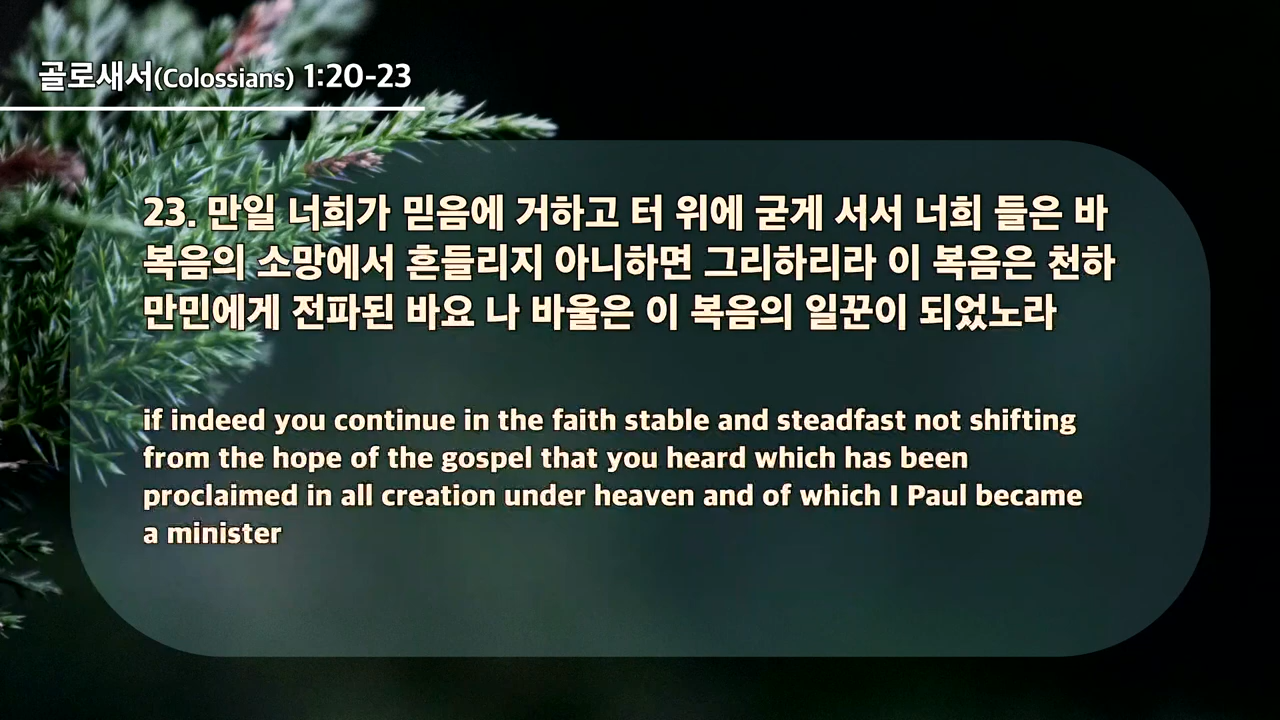 골로새서(Colossians) 1:20-23
23. 만일 너희가 믿음에 거하고 터 위에 굳게 서서 너희 들은 바
복음의 소망에서 흔들리지 아니하면 그리하리라 이 복음은 천하
만민에게 전파된 바요 나 바울은 이 복음의 일꾼이 되었노라
if indeed you continue in the faith stable and steadfast not shifting
from the hope of the gospel that you heard which has been
proclaimed in all creation under heaven and of which I Paul became
a minister